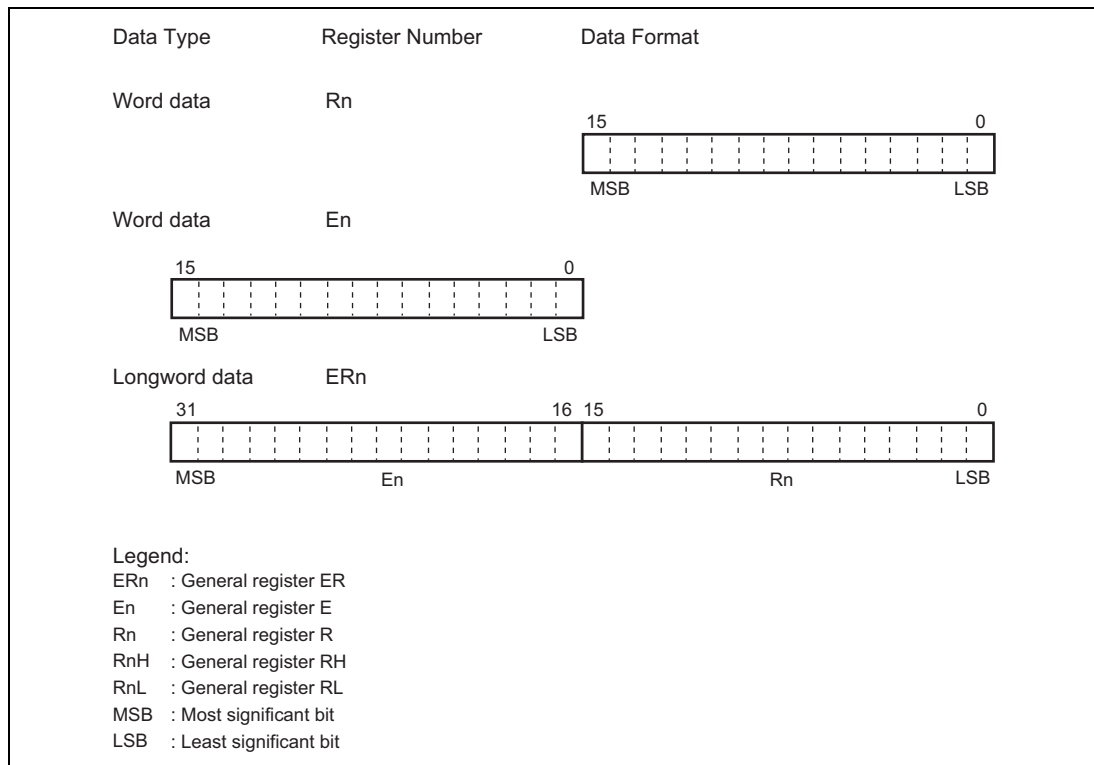 Data Type Register Number Data Format
Word data Rn
15 0
MSB LSB
Word data En
15 0
MSB LSB
Longword data ERn
31 16 15 0
MSB En Rn LSB
Legend:
ERn : General register ER
En : General register E
Rn : General register R
RnH : General register RH
RnL : General register RL
MSB : Most significant bit
LSB : Least significant bit